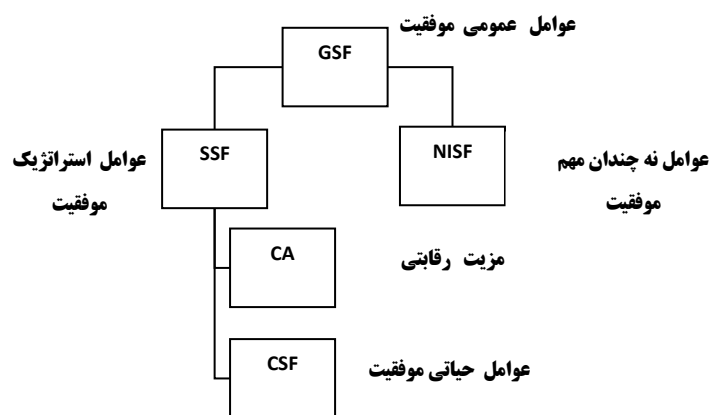 عوامل عمومی موفقیت
GSF
عوامل استراتژیک
موفقیت
SSF
NISF
عوامل نه چندان مهم
موفقیت
CA
مزیت رقابتی
CSF
عوامل حیاتی موفقیت